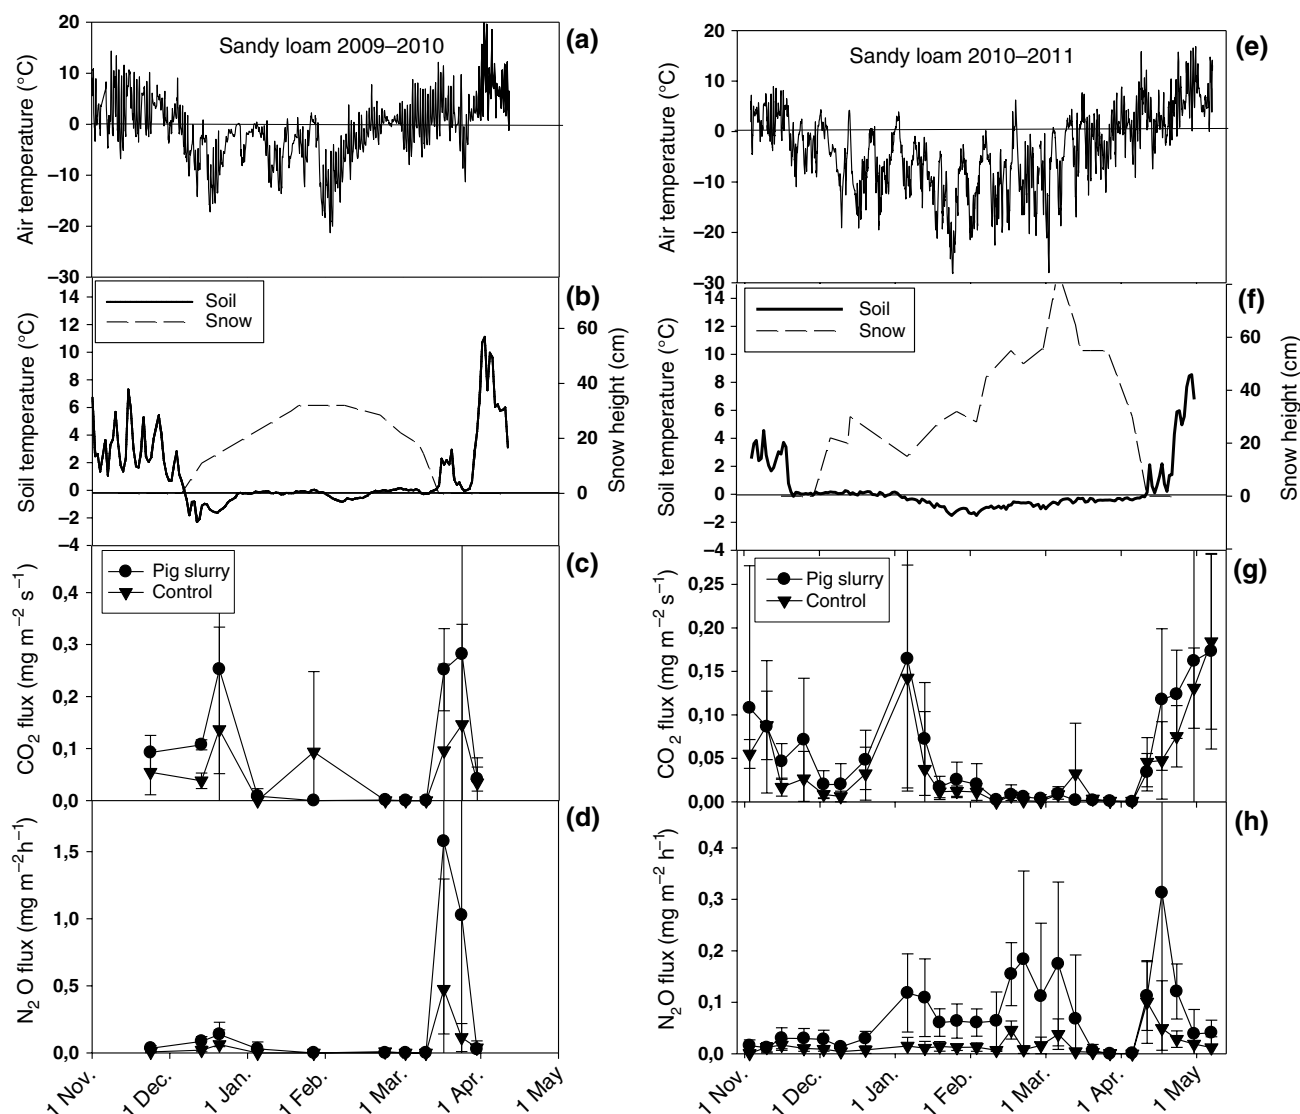 (a)
Sandy loam 2009–2010
Air temperature (°C)
20
10
0
–10
–20
–30
(b)
Soil
Snow
Soil temperature (°C)
14
12
10
8
6
4
2
0
–2
–4
Snow height (cm)
60
40
20
0
(c)
Pig slurry
Control
CO2 flux (mg m–2 s–1)
0,4
0,3
0,2
0,1
0,0
(d)
N2 O flux (mg m–2h–1)
1,5
1,0
0,5
0,0
1 Nov.
1 Dec.
1 Jan.
1 Feb.
1 Mar.
1 Apr.
1 May
(e)
Sandy loam 2010–2011
Air temperature (°C)
20
10
0
–10
–20
–30
(f)
Soil
Snow
Soil temperature (°C)
14
12
10
8
6
4
2
0
–2
–4
Snow height (cm)
60
40
20
0
(g)
Pig slurry
Control
CO2 flux (mg m–2 s–1)
0,25
0,20
0,15
0,10
0,05
0,00
(h)
N2O flux (mg m–2 h–1)
0,4
0,3
0,2
0,1
0,0
1 Nov.
1 Dec.
1 Jan.
1 Feb.
1 Mar.
1 Apr.
1 May